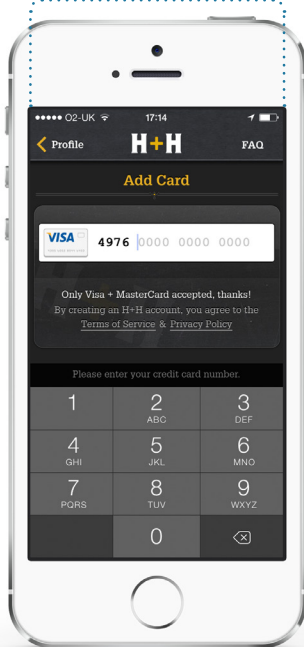 O2-UK 17:14
Profile H+H FAQ
Add Card
VISA 4976 0000 0000 0000
Only Visa + MasterCard accepted, thanks!
By creating an H+H account, you agree to the
Terms of Service & Privacy Policy
Please enter your credit card number.
1 2 3
ABC DEF
4 5 6
GHI JKL MNO
7 8 9
PQRS TUV WXYZ
0